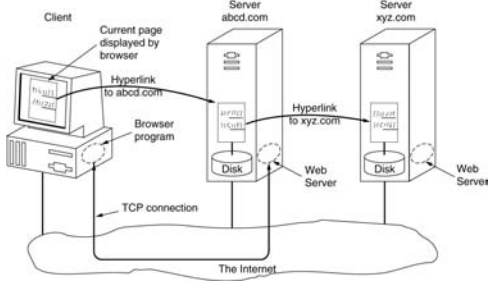 Client
Server
abcd.com
Server
xyz.com
Current page
displayed by
browser
Hyperlink
to abcd.com
Hyperlink
to xyz.com
Browser
program
Disk
Web
Server
Disk
Web
Server
TCP connection
The Internet